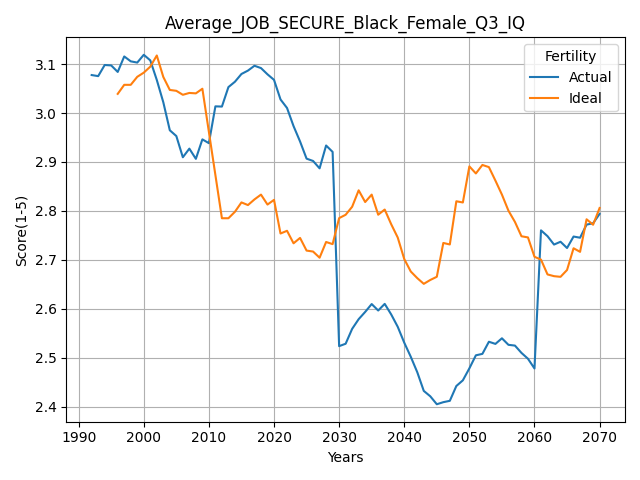 Average_JOB_SECURE_Black_Female_Q3_IQ
Fertility
Actual
Ideal
Score(1-5)
3.1
3.0
2.9
2.8
2.7
2.6
2.5
2.4
1990 2000 2010 2020 2030 2040 2050 2060 2070
Years